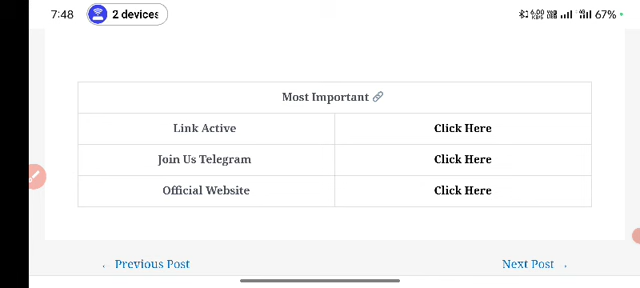 7:48 2 devices 67%
Most Important
Link Active Click Here
Join Us Telegram Click Here
Official Website Click Here
← Previous Post Next Post →